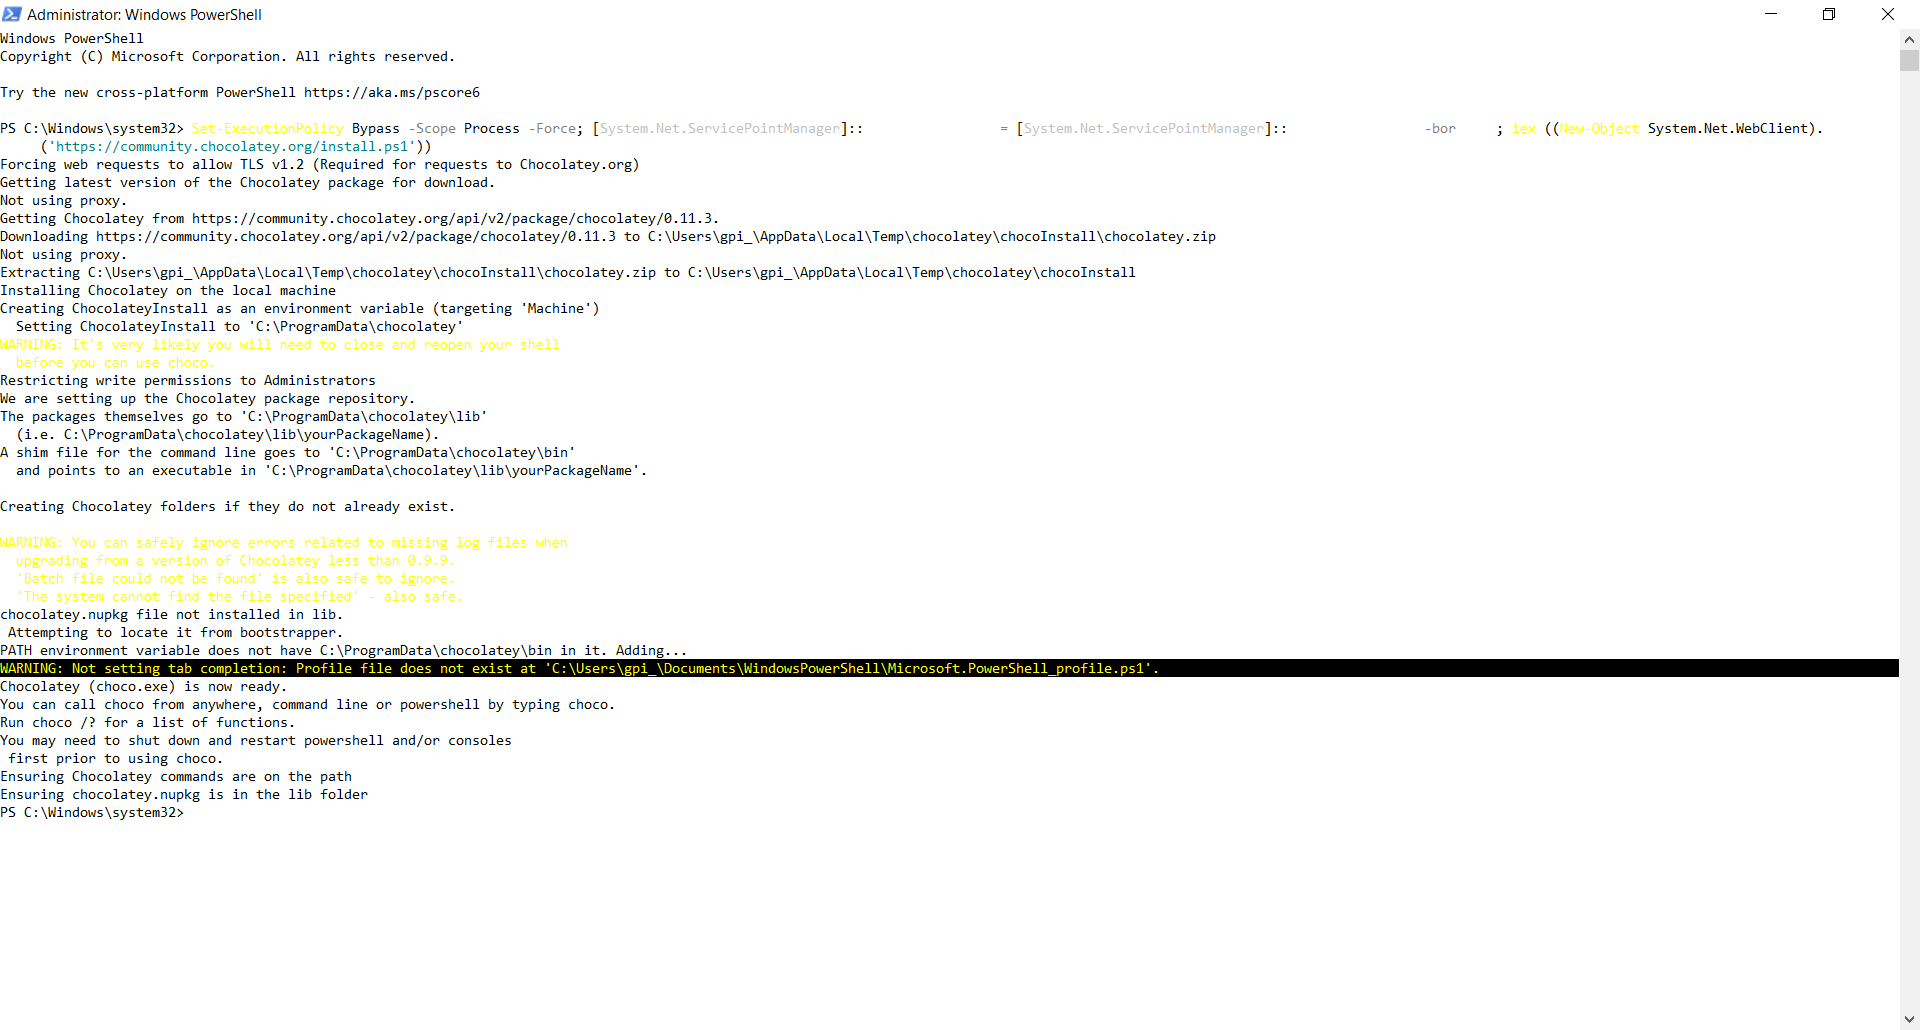 Administrator: Windows PowerShell
Windows PowerShell
Copyright (C) Microsoft Corporation. All rights reserved.
Try the new cross-platform PowerShell https://aka.ms/pscore6
PS C:\Windows\system32> Set-ExecutionPolicy Bypass -Scope Process -Force; [System.Net.ServicePointManager]:: = [System.Net.ServicePointManager]:: -bor ; iex ((New-Object System.Net.WebClient).
('https://community.chocolatey.org/install.ps1'))
Forcing web requests to allow TLS v1.2 (Required for requests to Chocolatey.org)
Getting latest version of the Chocolatey package for download.
Not using proxy.
Getting Chocolatey from https://community.chocolatey.org/api/v2/package/chocolatey/0.11.3.
Downloading https://community.chocolatey.org/api/v2/package/chocolatey/0.11.3 to C:\Users\gpi_\AppData\Local\Temp\chocolatey\chocoInstall\chocolatey.zip
Not using proxy.
Extracting C:\Users\gpi_\AppData\Local\Temp\chocolatey\chocoInstall\chocolatey.zip to C:\Users\gpi_\AppData\Local\Temp\chocolatey\chocoInstall
Installing Chocolatey on the local machine
Creating ChocolateyInstall as an environment variable (targeting 'Machine')
Setting ChocolateyInstall to 'C:\ProgramData\chocolatey'
WARNING: It's very likely you will need to close and reopen your shell
before you can use choco.
Restricting write permissions to Administrators
We are setting up the Chocolatey package repository.
The packages themselves go to 'C:\ProgramData\chocolatey\lib'
(i.e. C:\ProgramData\chocolatey\lib\yourPackageName).
A shim file for the command line goes to 'C:\ProgramData\chocolatey\bin'
and points to an executable in 'C:\ProgramData\chocolatey\lib\yourPackageName'.
Creating Chocolatey folders if they do not already exist.
WARNING: You can safely ignore errors related to missing log files when
upgrading from a version of Chocolatey less than 0.9.9.
'Batch file could not be found' is also safe to ignore.
'The system cannot find the file specified' - also safe.
chocolatey.nupkg file not installed in lib.
Attempting to locate it from bootstrapper.
PATH environment variable does not have C:\ProgramData\chocolatey\bin in it. Adding...
WARNING: Not setting tab completion: Profile file does not exist at 'C:\Users\gpi_\Documents\WindowsPowerShell\Microsoft.PowerShell_profile.ps1'.
Chocolatey (choco.exe) is now ready.
You can call choco from anywhere, command line or powershell by typing choco.
Run choco /? for a list of functions.
You may need to shut down and restart powershell and/or consoles
first prior to using choco.
Ensuring Chocolatey commands are on the path
Ensuring chocolatey.nupkg is in the lib folder
PS C:\Windows\system32>